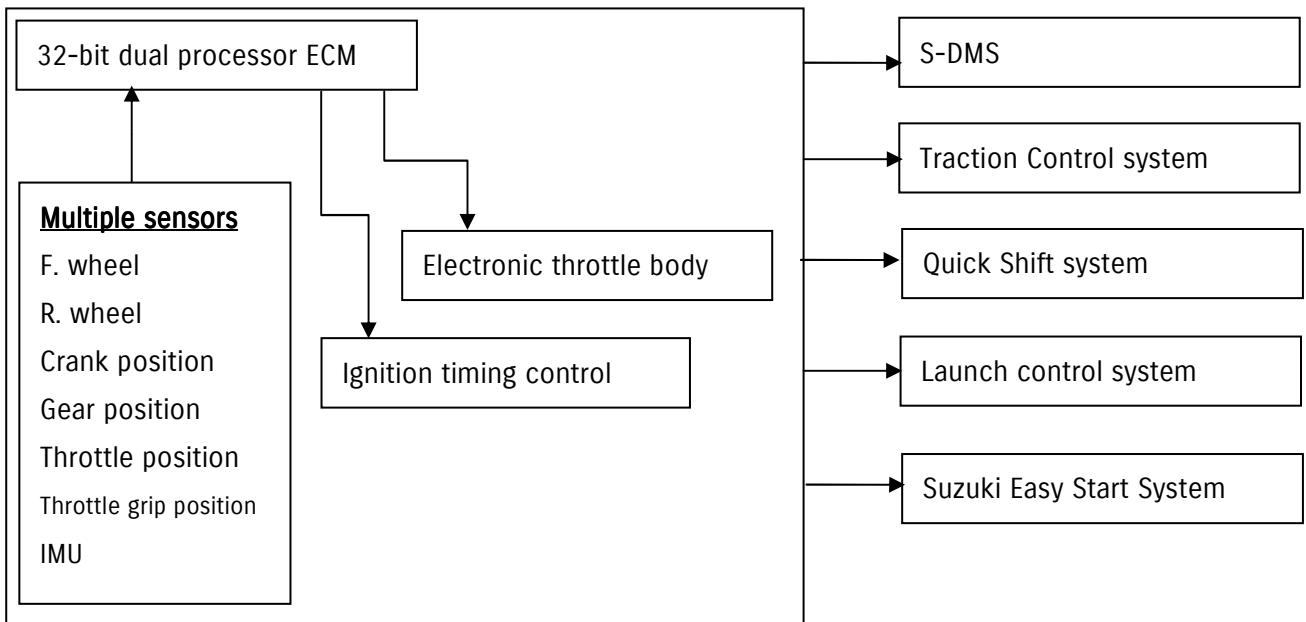 32-bit dual processor ECM
Multiple sensors
F. wheel
R. wheel
Crank position
Gear position
Throttle position
Throttle grip position
IMU
Electronic throttle body
Ignition timing control
S-DMS
Traction Control system
Quick Shift system
Launch control system
Suzuki Easy Start System